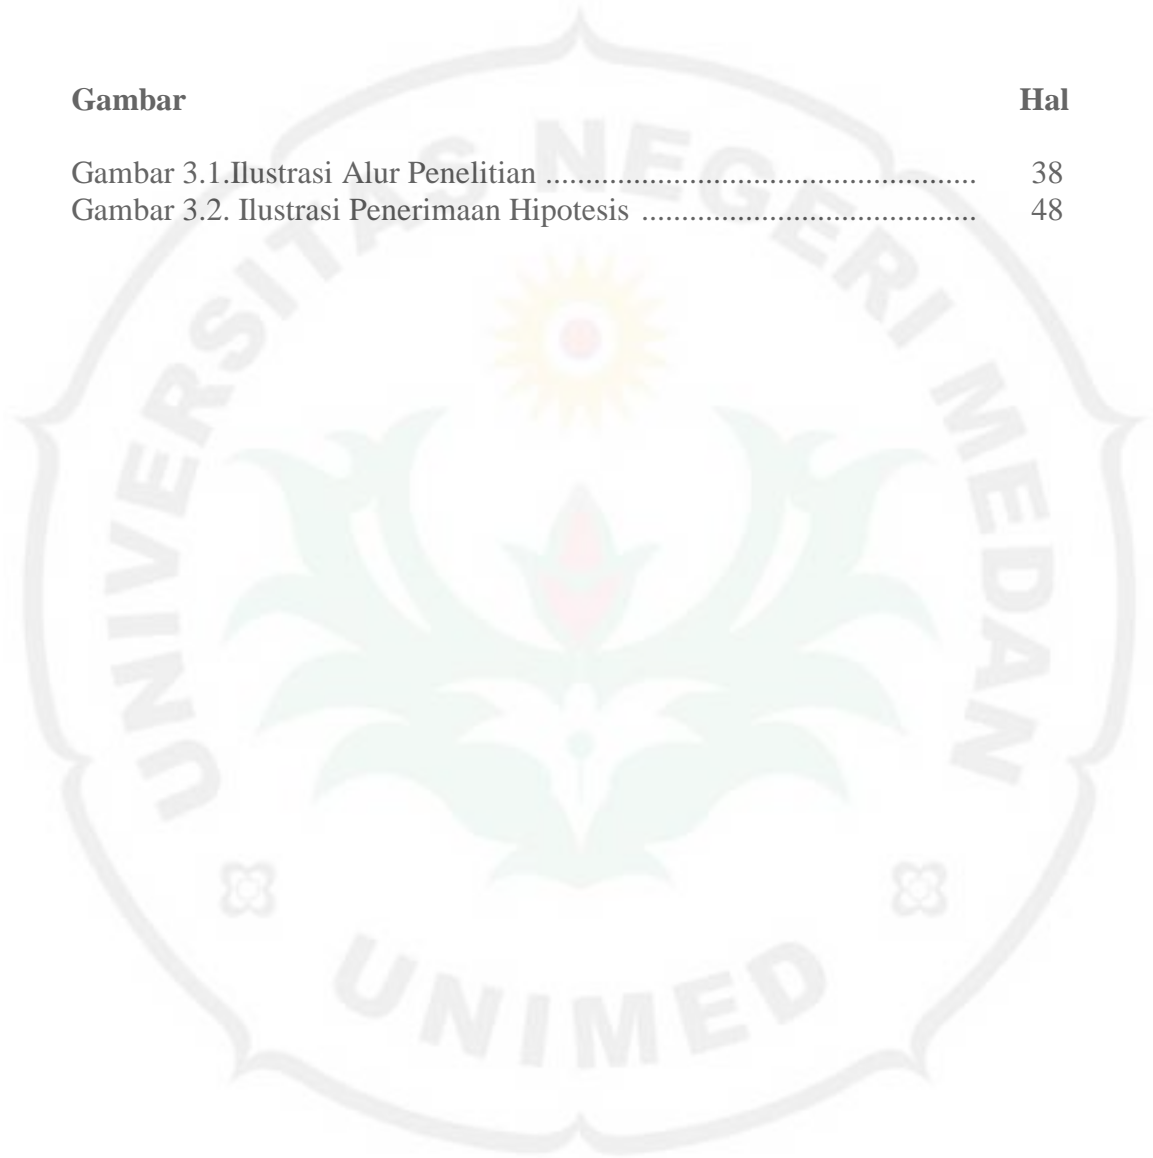 Gambar Hal
Gambar 3.1.Ilustrasi Alur Penelitian ...................................................... 38
Gambar 3.2. Ilustrasi Penerimaan Hipotesis .......................................... 48
UNIVERSITAS NEGERI MEDAN
UNIMED